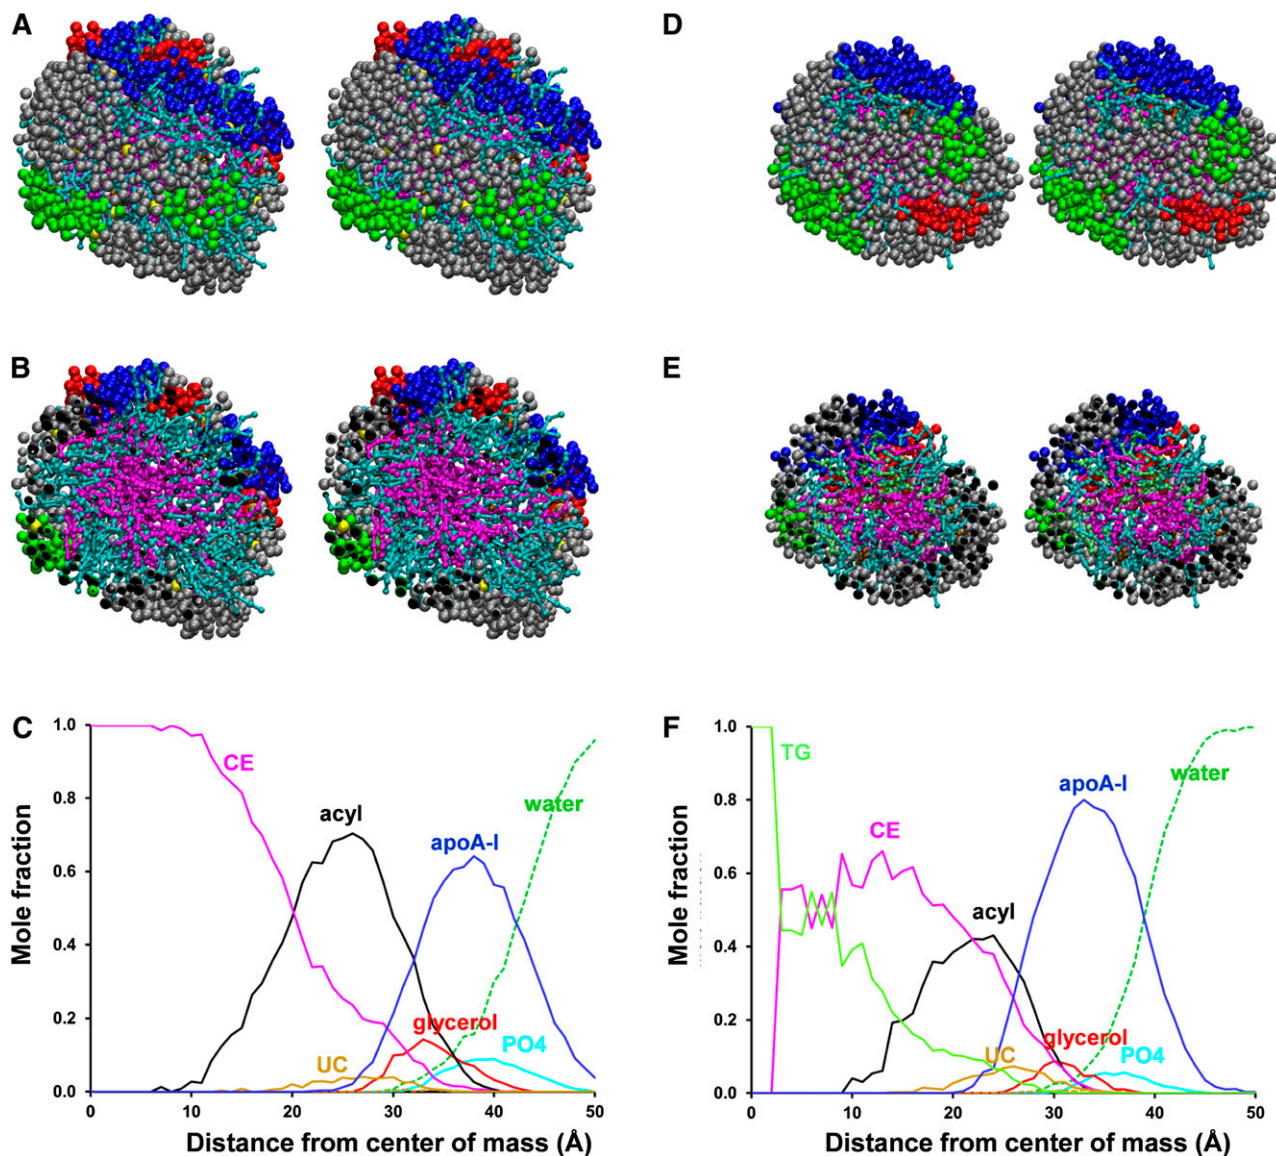 A
D
B
E
C
1.0
0.8
0.6
0.4
0.2
0.0
Mole fraction
CE
acyl
apoA-I
water
glycerol
UC
PO4
0
10
20
30
40
50
Distance from center of mass (Å)
F
1.0
0.8
0.6
0.4
0.2
0.0
Mole fraction
TG
CE
acyl
apoA-I
water
UC
glycerol
PO4
0
10
20
30
40
50
Distance from center of mass (Å)